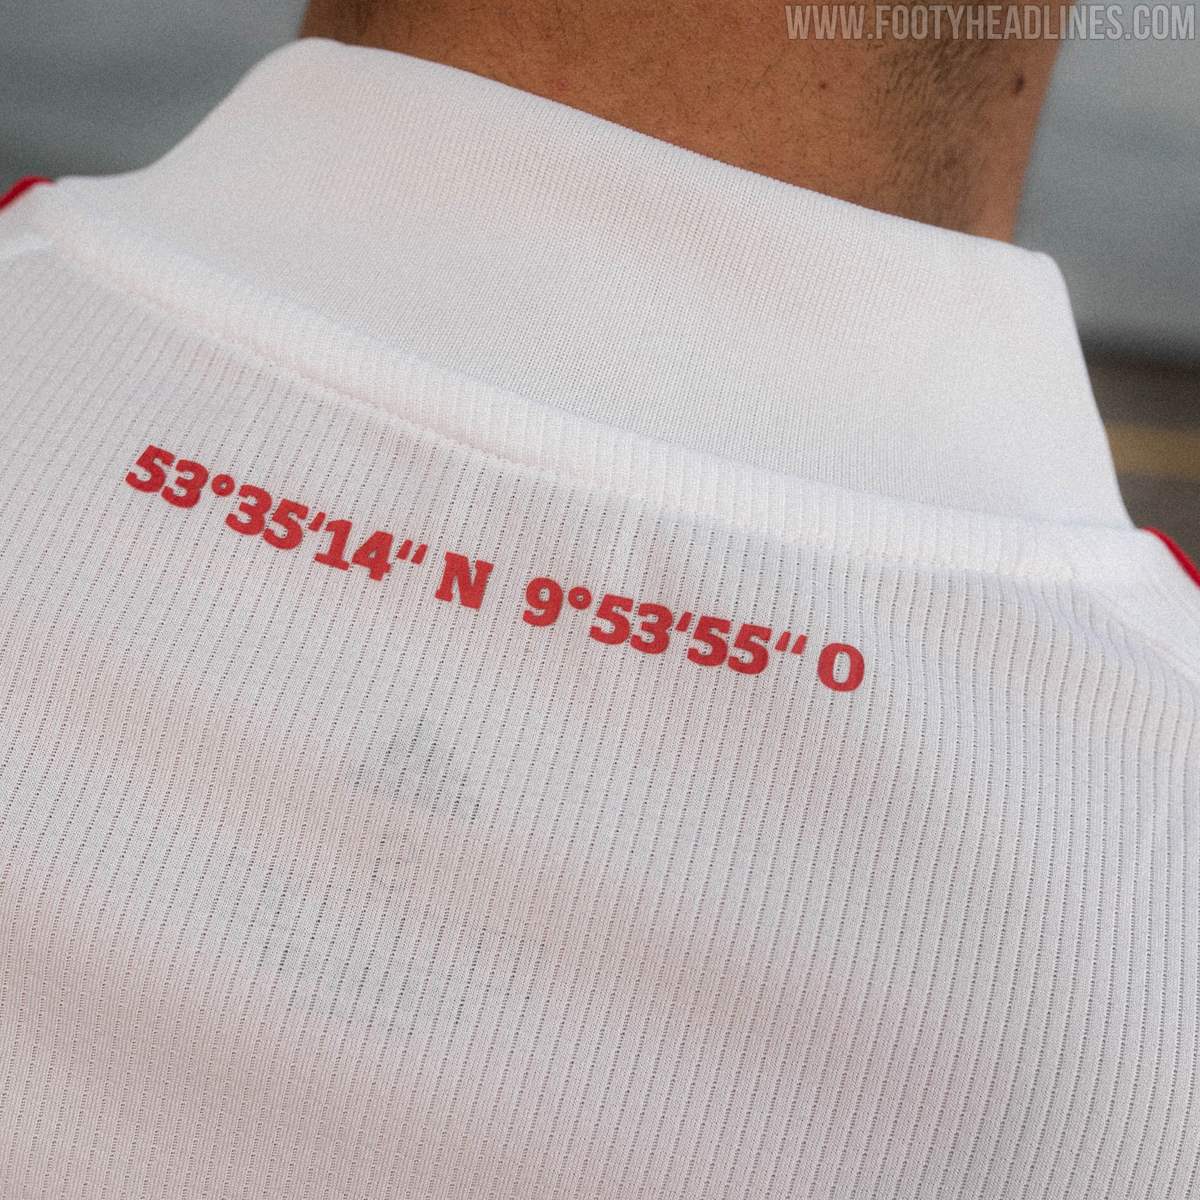 WWW.FOOTYHEADLINES.COM
53°35'14" N 9°53'55" O